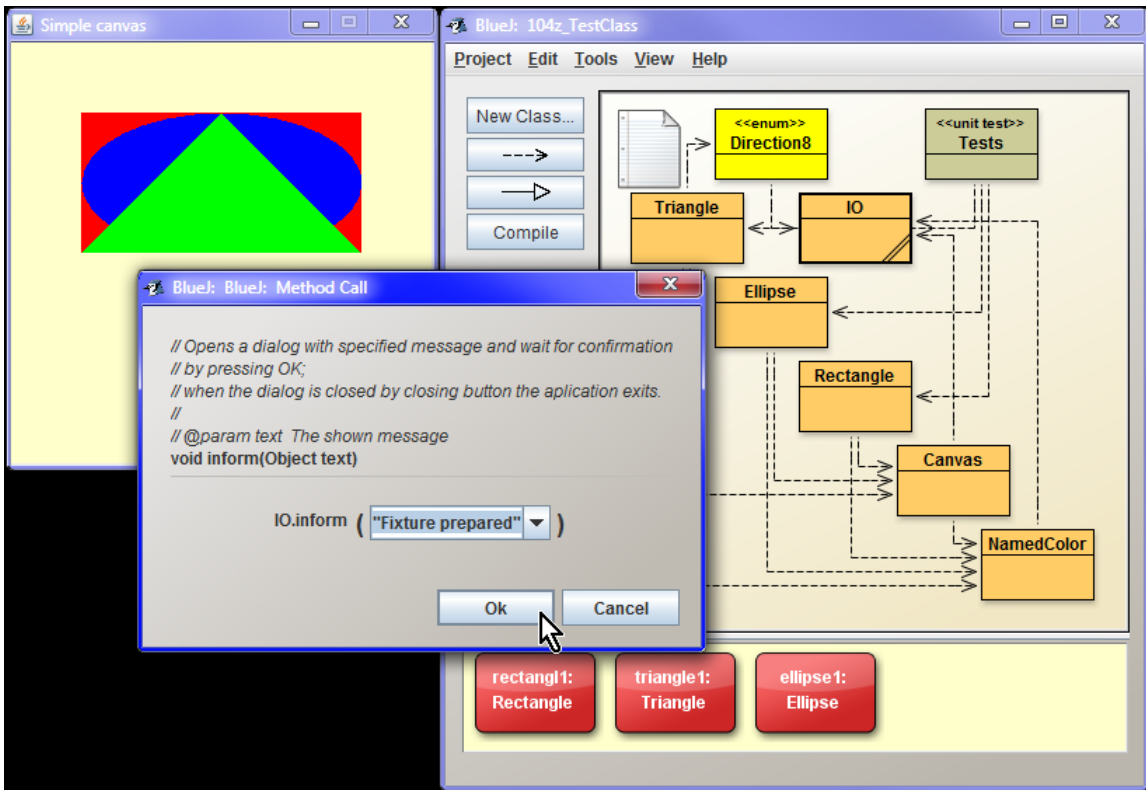 Simple canvas
BlueJ: 104z_TestClass
Project Edit Tools View Help
New Class...
Compile
<<enum>>
Direction8
<<unit test>>
Tests
Triangle
IO
Ellipse
Rectangle
Canvas
NamedColor
BlueJ: BlueJ: Method Call
// Opens a dialog with specified message and wait for confirmation
// by pressing OK;
// when the dialog is closed by closing button the aplication exits.
//
// @param text The shown message
void inform(Object text)
IO.inform ( "Fixture prepared" )
Ok Cancel
rectangl1:
Rectangle
triangle1:
Triangle
ellipse1:
Ellipse